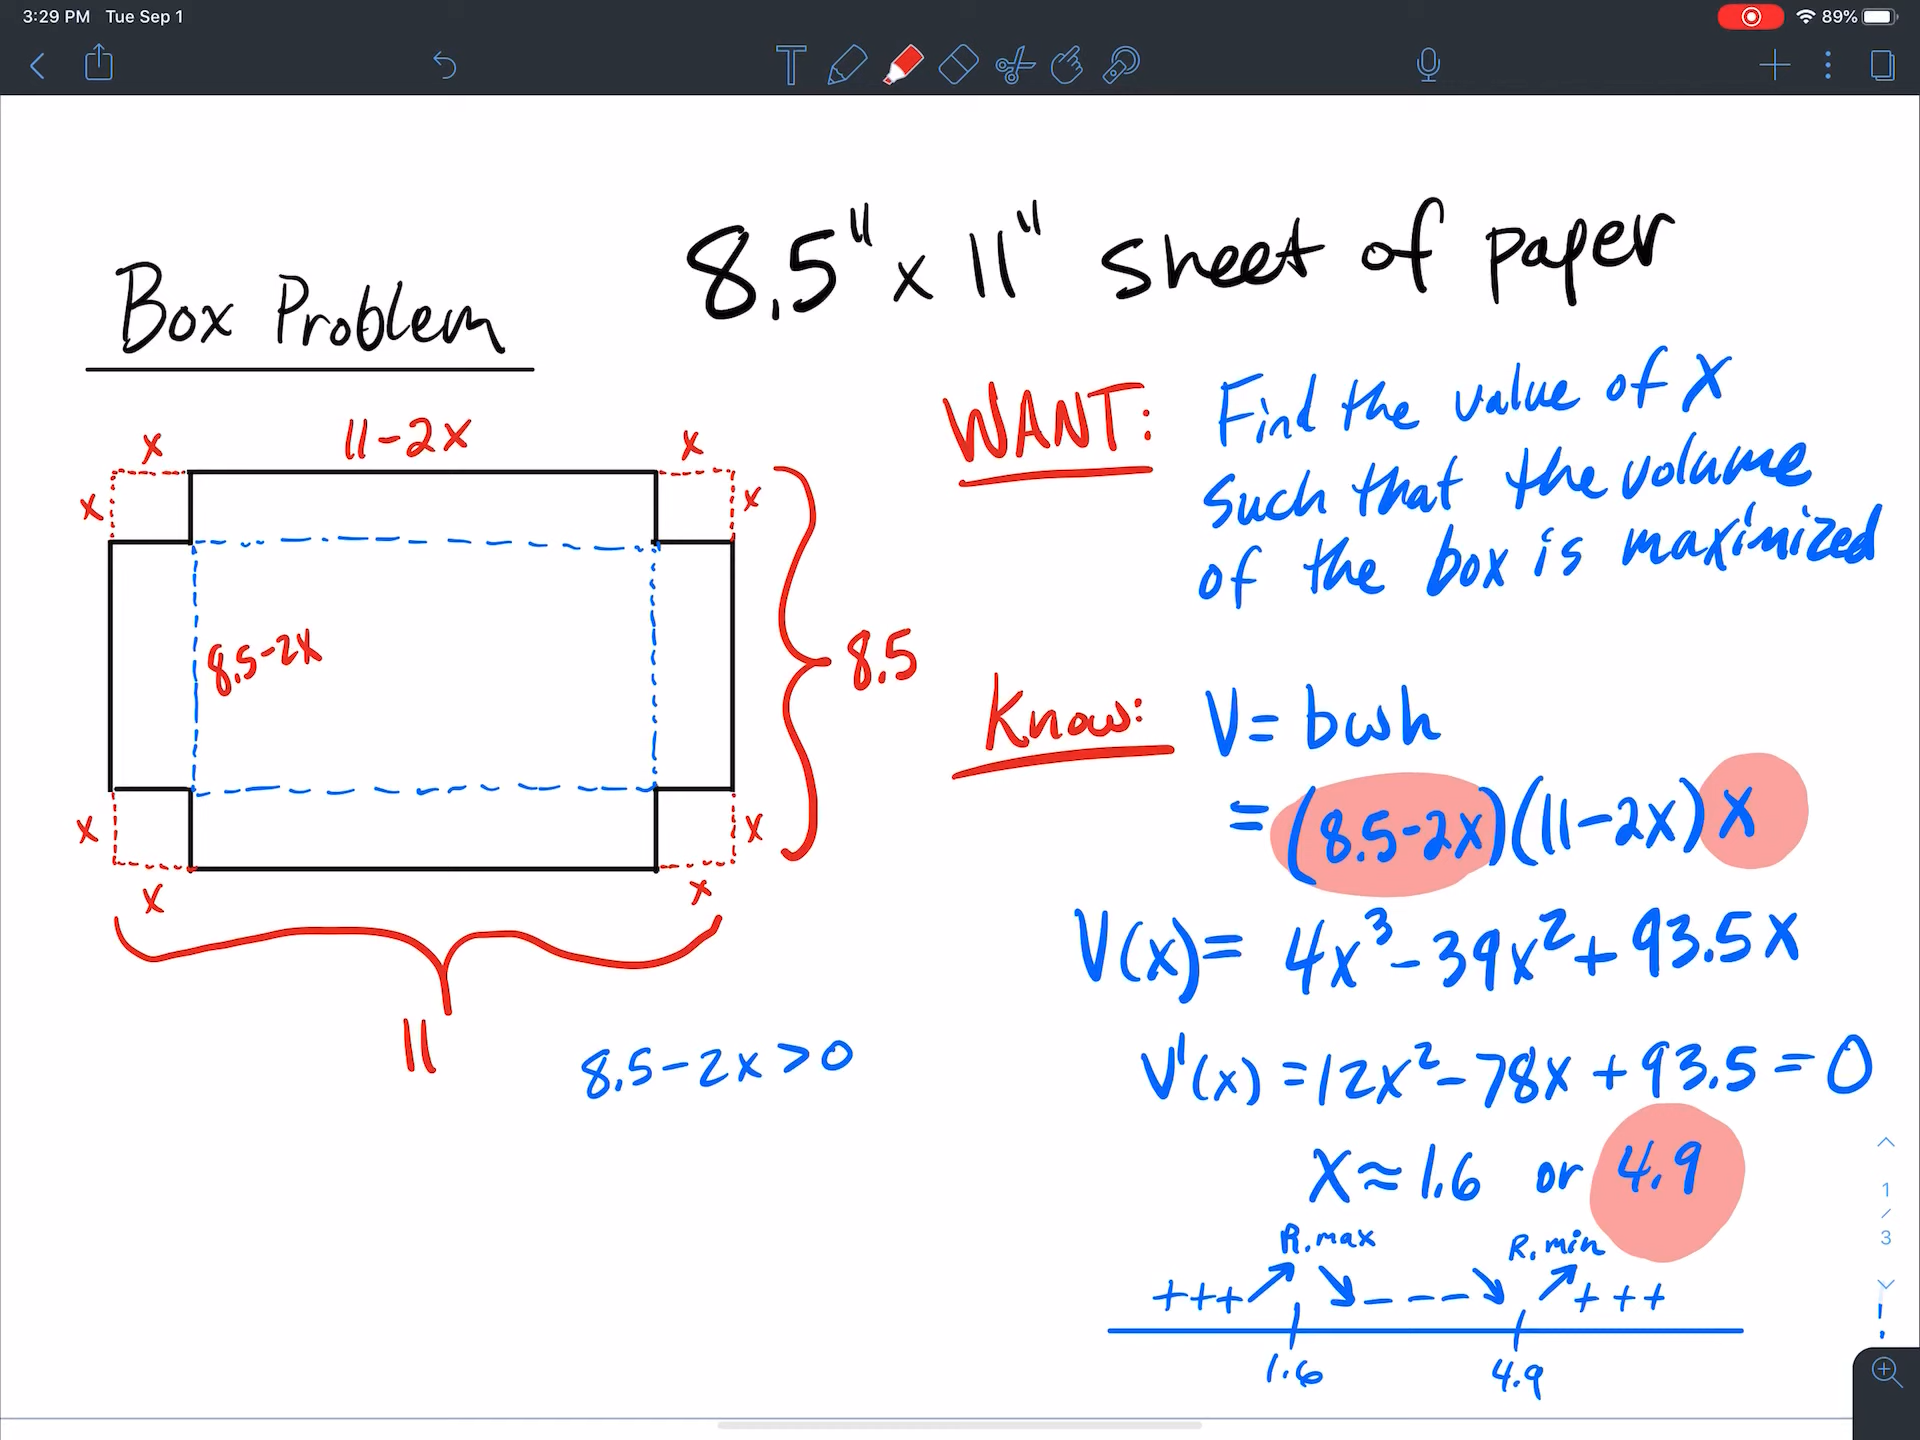 3:29 PM Tue Sep 1
89%
8.5" x 11" sheet of paper
Box Problem
WANT: Find the value of x
such that the volume
of the box is maximized
x 11-2x x
x x
8.5-2x
8.5
x x
x x
11
Know: V = bwh
= (8.5-2x)(11-2x)x
V(x) = 4x³-39x²+93.5x
8.5-2x>0
V'(x) = 12x²-78x+93.5=0
x≈1.6 or 4.9
R.max R.min
+++ ---- +++
1.6 4.9
1
/
3